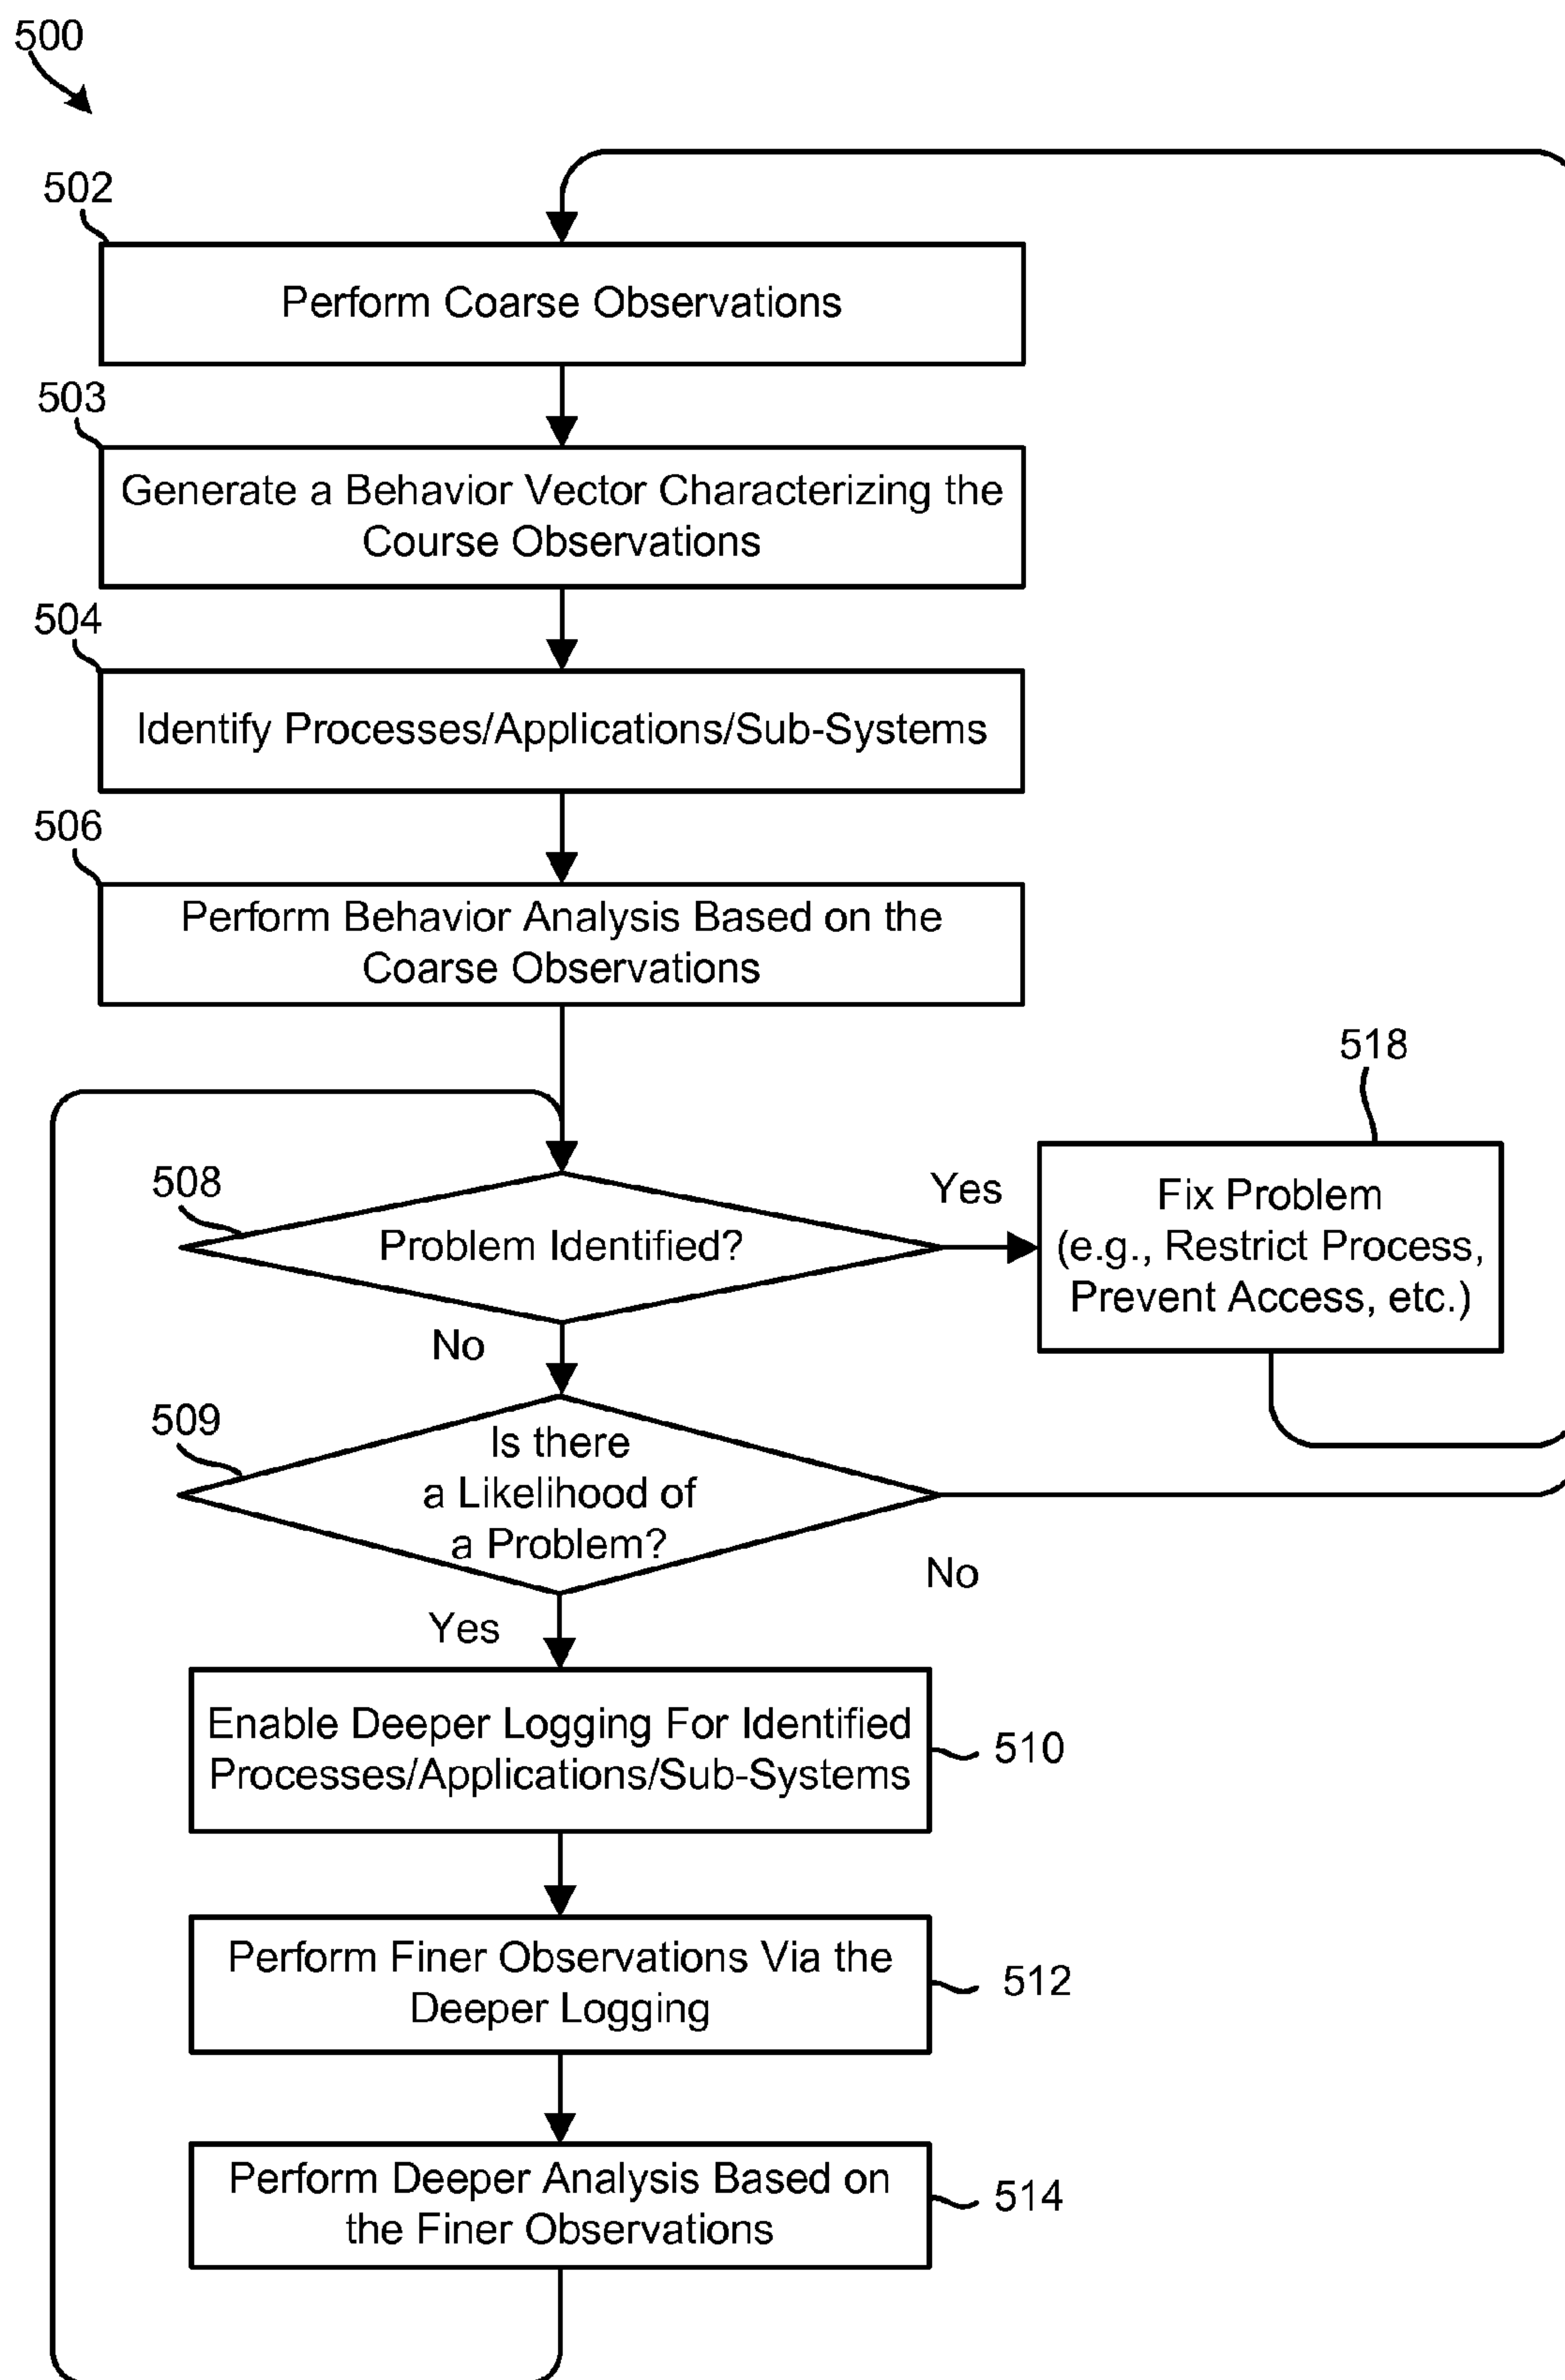 500
502
Perform Coarse Observations
503
Generate a Behavior Vector Characterizing the
Course Observations
504
Identify Processes/Applications/Sub-Systems
506
Perform Behavior Analysis Based on the
Coarse Observations
508
Problem Identified?
Yes
518
Fix Problem
(e.g., Restrict Process,
Prevent Access, etc.)
No
509
Is there
a Likelihood of
a Problem?
No
Yes
Enable Deeper Logging For Identified
Processes/Applications/Sub-Systems
510
Perform Finer Observations Via the
Deeper Logging
512
Perform Deeper Analysis Based on
the Finer Observations
514